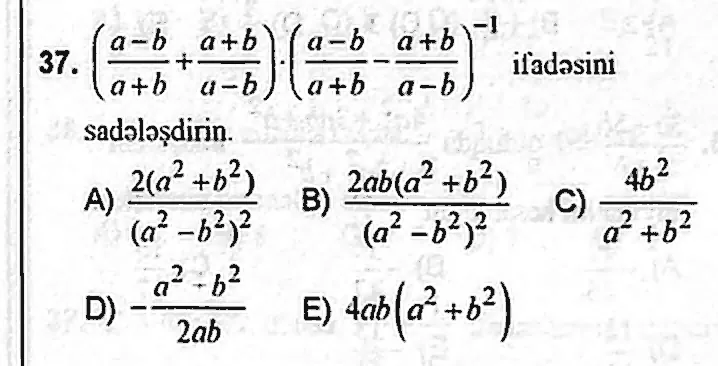 37. ((a-b)/(a+b) + (a+b)/(a-b)) · ((a-b)/(a+b) - (a+b)/(a-b))^-1 ifadəsini
sadələşdirin.
A) 2(a² + b²)/(a² - b²)² B) 2ab(a² + b²)/(a² - b²)² C) 4b²/(a² + b²)
D) -(a² - b²)/2ab E) 4ab(a² + b²)